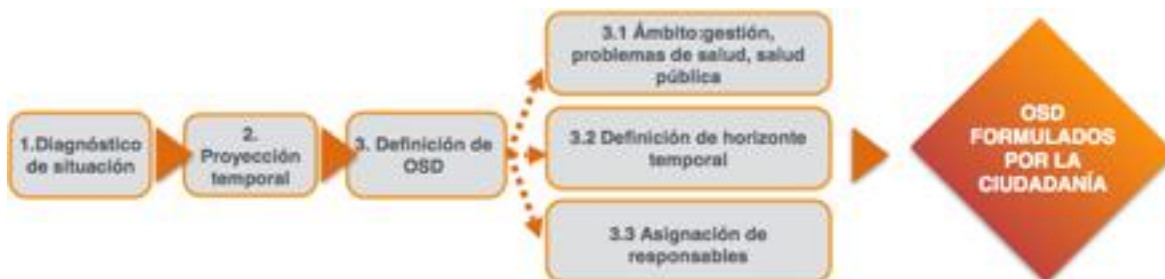 1.Diagnóstico
de situación
2.
Proyección
temporal
3. Definición de
OSD
3.1 Ámbito:gestión,
problemas de salud, salud
pública
3.2 Definición de horizonte
temporal
3.3 Asignación de
responsables
OSD
FORMULADOS
POR LA
CIUDADANÍA